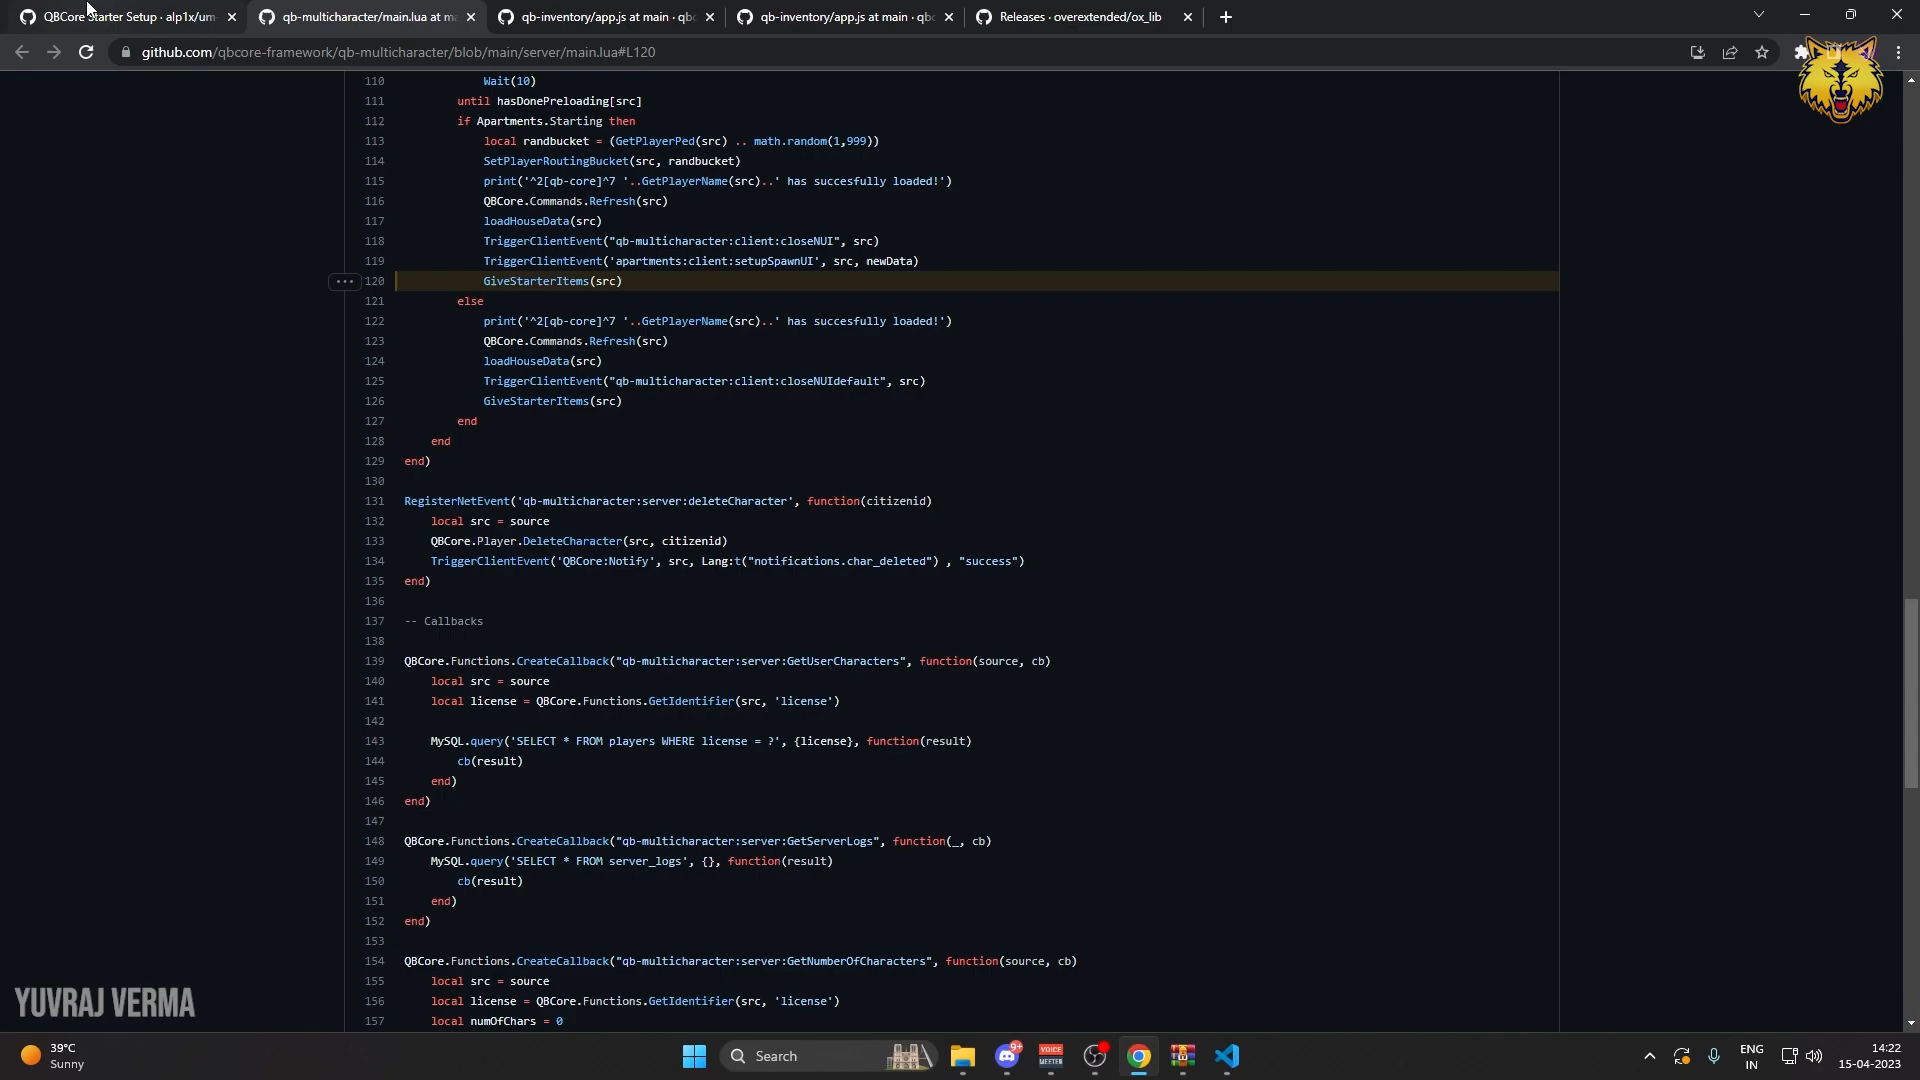 QBCore Starter Setup · alp1x/um-
qb-multicharacter/main.lua at ma
qb-inventory/app.js at main · qbc
qb-inventory/app.js at main · qbc
Releases · overextended/ox_lib
github.com/qbcore-framework/qb-multicharacter/blob/main/server/main.lua#L120
110 Wait(10)
111 until hasDonePreloading[src]
112 if Apartments.Starting then
113 local randbucket = (GetPlayerPed(src) .. math.random(1,999))
114 SetPlayerRoutingBucket(src, randbucket)
115 print('^2[qb-core]^7 '..GetPlayerName(src)..' has succesfully loaded!')
116 QBCore.Commands.Refresh(src)
117 loadHouseData(src)
118 TriggerClientEvent("qb-multicharacter:client:closeNUI", src)
119 TriggerClientEvent('apartments:client:setupSpawnUI', src, newData)
120 GiveStarterItems(src)
121 else
122 print('^2[qb-core]^7 '..GetPlayerName(src)..' has succesfully loaded!')
123 QBCore.Commands.Refresh(src)
124 loadHouseData(src)
125 TriggerClientEvent("qb-multicharacter:client:closeNUIdefault", src)
126 GiveStarterItems(src)
127 end
128 end
129 end)
130
131 RegisterNetEvent('qb-multicharacter:server:deleteCharacter', function(citizenid)
132 local src = source
133 QBCore.Player.DeleteCharacter(src, citizenid)
134 TriggerClientEvent('QBCore:Notify', src, Lang:t("notifications.char_deleted") , "success")
135 end)
136
137 -- Callbacks
138
139 QBCore.Functions.CreateCallback("qb-multicharacter:server:GetUserCharacters", function(source, cb)
140 local src = source
141 local license = QBCore.Functions.GetIdentifier(src, 'license')
142
143 MySQL.query('SELECT * FROM players WHERE license = ?', {license}, function(result)
144 cb(result)
145 end)
146 end)
147
148 QBCore.Functions.CreateCallback("qb-multicharacter:server:GetServerLogs", function(_, cb)
149 MySQL.query('SELECT * FROM server_logs', {}, function(result)
150 cb(result)
151 end)
152 end)
153
154 QBCore.Functions.CreateCallback("qb-multicharacter:server:GetNumberOfCharacters", function(source, cb)
155 local src = source
156 local license = QBCore.Functions.GetIdentifier(src, 'license')
157 local numOfChars = 0
YUVRAJ VERMA
39°C
Sunny
Search
9+
VOICE
MEETER
ENG
IN
14:22
15-04-2023